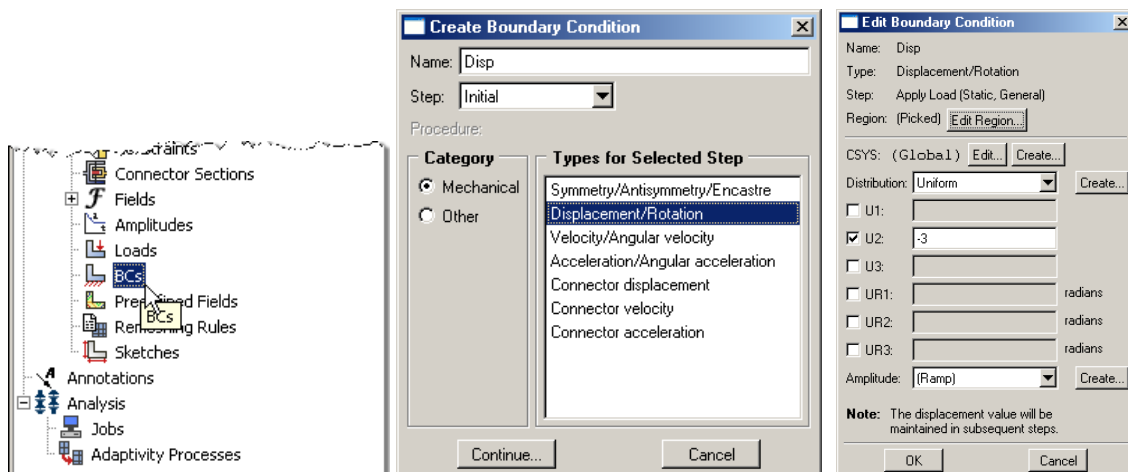 Constraints
Connector Sections
Fields
Amplitudes
Loads
BCs
BCs
Remeshing Rules
Sketches
Annotations
Analysis
Jobs
Adaptivity Processes
Create Boundary Condition
Name: Disp
Step: Initial
Procedure:
Category
Mechanical
Other
Types for Selected Step
Symmetry/Antisymmetry/Encastre
Displacement/Rotation
Velocity/Angular velocity
Acceleration/Angular acceleration
Connector displacement
Connector velocity
Connector acceleration
Continue... Cancel
Edit Boundary Condition
Name: Disp
Type: Displacement/Rotation
Step: Apply Load (Static, General)
Region: (Picked) Edit Region...
CSYS: (Global) Edit... Create...
Distribution: Uniform Create...
U1:
U2: -3
U3:
UR1: radians
UR2: radians
UR3: radians
Amplitude: (Ramp) Create...
Note: The displacement value will be
maintained in subsequent steps.
OK Cancel